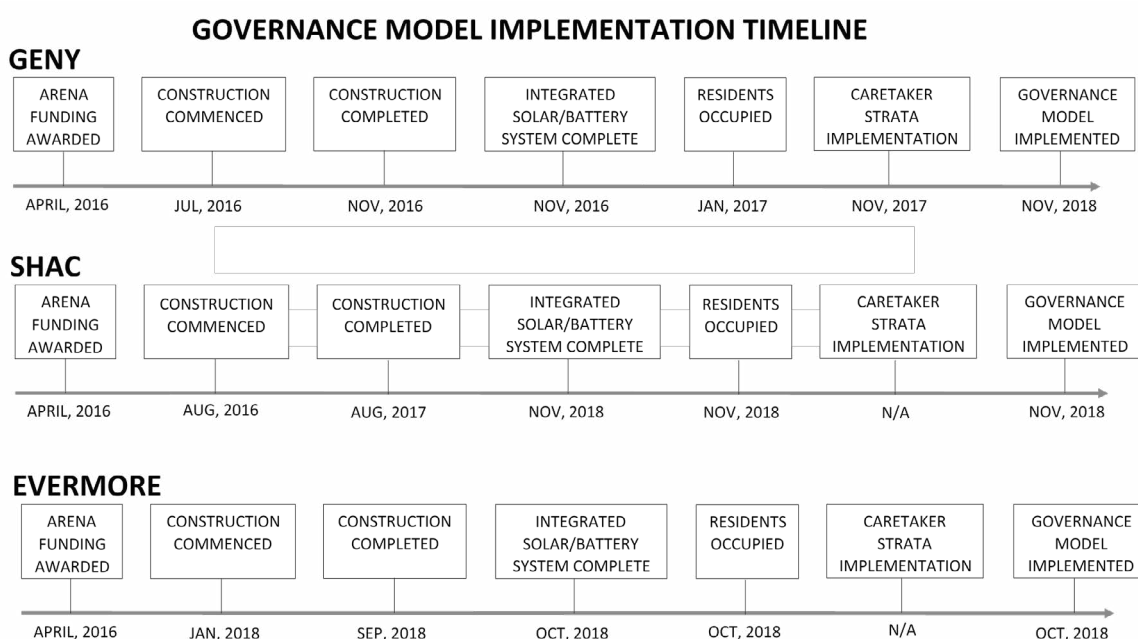 GOVERNANCE MODEL IMPLEMENTATION TIMELINE
GENY
ARENA
FUNDING
AWARDED
CONSTRUCTION
COMMENCED
CONSTRUCTION
COMPLETED
INTEGRATED
SOLAR/BATTERY
SYSTEM COMPLETE
RESIDENTS
OCCUPIED
CARETAKER
STRATA
IMPLEMENTATION
GOVERNANCE
MODEL
IMPLEMENTED
APRIL, 2016
JUL, 2016
NOV, 2016
NOV, 2016
JAN, 2017
NOV, 2017
NOV, 2018
SHAC
ARENA
FUNDING
AWARDED
CONSTRUCTION
COMMENCED
CONSTRUCTION
COMPLETED
INTEGRATED
SOLAR/BATTERY
SYSTEM COMPLETE
RESIDENTS
OCCUPIED
CARETAKER
STRATA
IMPLEMENTATION
GOVERNANCE
MODEL
IMPLEMENTED
APRIL, 2016
AUG, 2016
AUG, 2017
NOV, 2018
NOV, 2018
N/A
NOV, 2018
EVERMORE
ARENA
FUNDING
AWARDED
CONSTRUCTION
COMMENCED
CONSTRUCTION
COMPLETED
INTEGRATED
SOLAR/BATTERY
SYSTEM COMPLETE
RESIDENTS
OCCUPIED
CARETAKER
STRATA
IMPLEMENTATION
GOVERNANCE
MODEL
IMPLEMENTED
APRIL, 2016
JAN, 2018
SEP, 2018
OCT, 2018
OCT, 2018
N/A
OCT, 2018